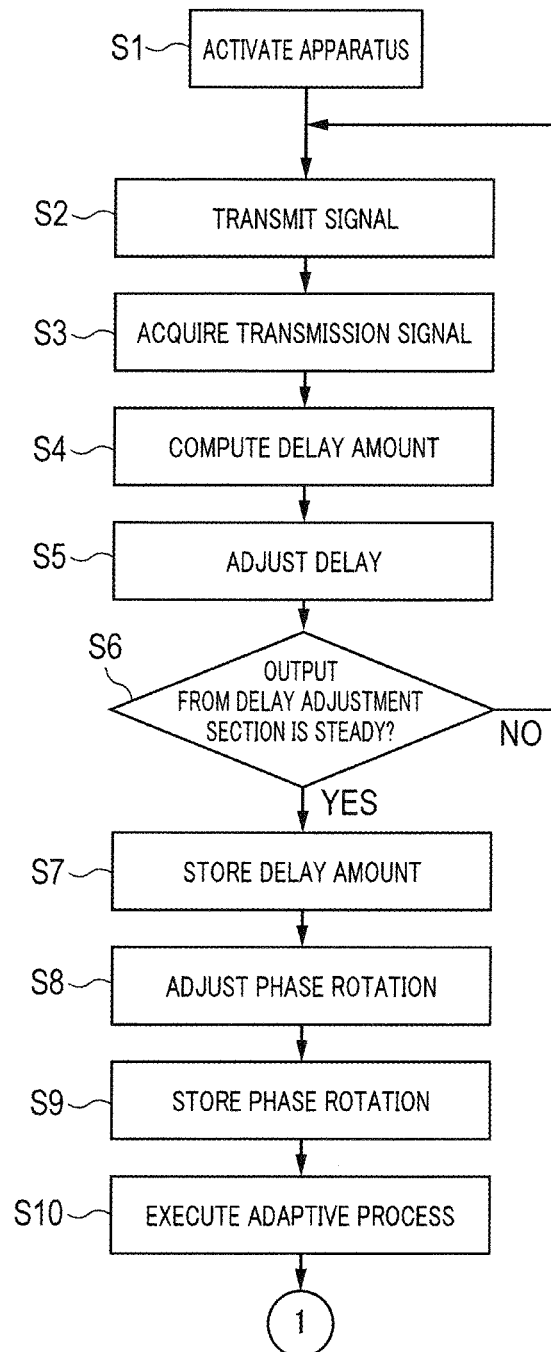 S1 ACTIVATE APPARATUS
S2 TRANSMIT SIGNAL
S3 ACQUIRE TRANSMISSION SIGNAL
S4 COMPUTE DELAY AMOUNT
S5 ADJUST DELAY
S6
OUTPUT
FROM DELAY ADJUSTMENT
SECTION IS STEADY?
NO
YES
S7 STORE DELAY AMOUNT
S8 ADJUST PHASE ROTATION
S9 STORE PHASE ROTATION
S10 EXECUTE ADAPTIVE PROCESS
1